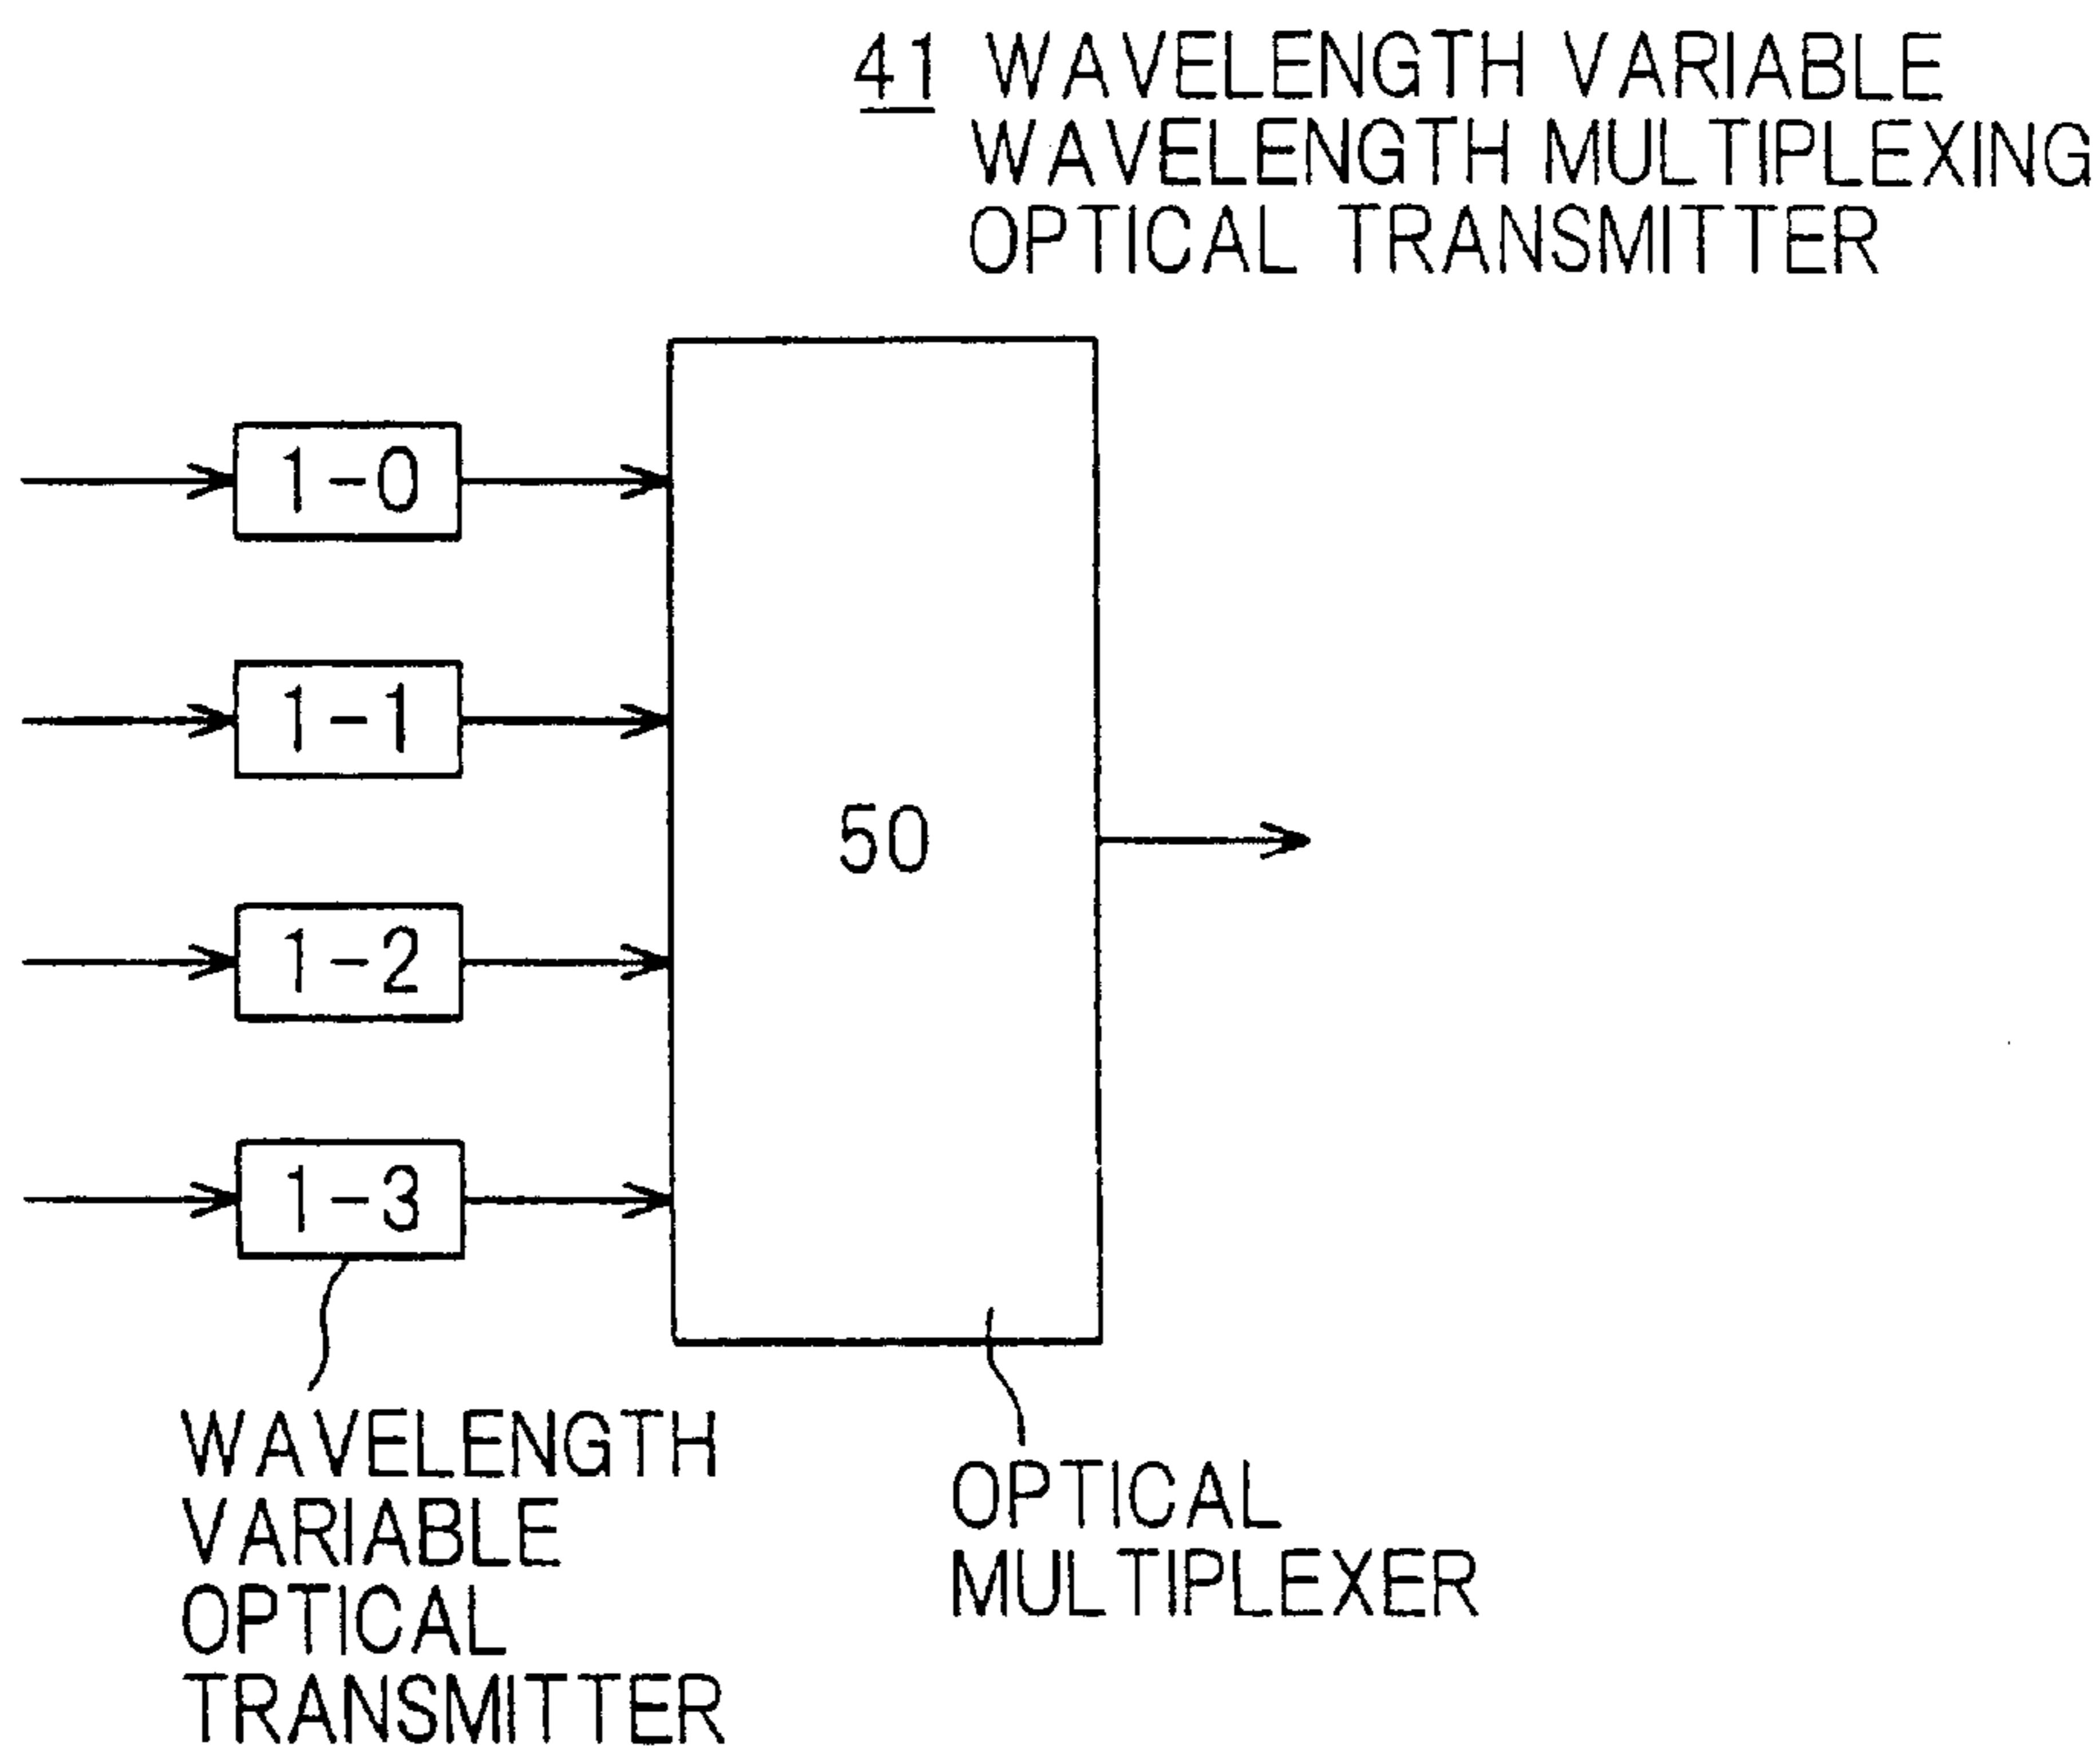 41 WAVELENGTH VARIABLE
WAVELENGTH MULTIPLEXING
OPTICAL TRANSMITTER
1-0
1-1
50
1-2
1-3
WAVELENGTH
VARIABLE
OPTICAL
TRANSMITTER
OPTICAL
MULTIPLEXER